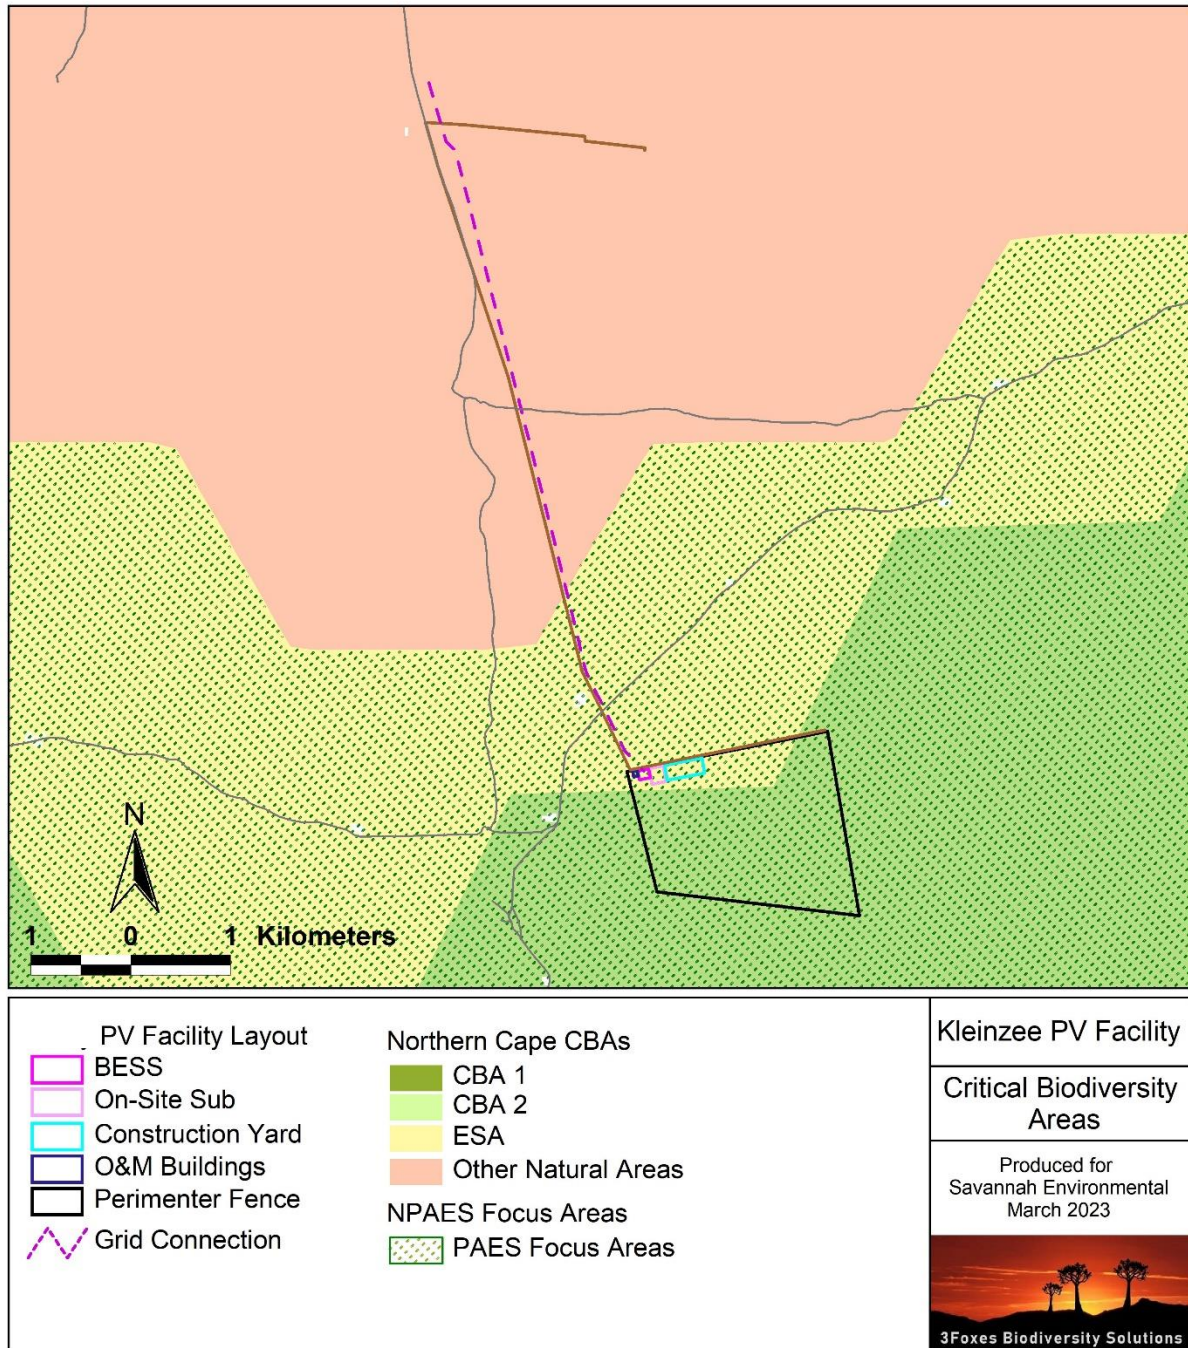 N
1 0 1 Kilometers
PV Facility Layout
BESS
On-Site Sub
Construction Yard
O&M Buildings
Perimenter Fence
Grid Connection
Northern Cape CBAs
CBA 1
CBA 2
ESA
Other Natural Areas
NPAES Focus Areas
PAES Focus Areas
Kleinzee PV Facility
Critical Biodiversity
Areas
Produced for
Savannah Environmental
March 2023
3Foxes Biodiversity Solutions